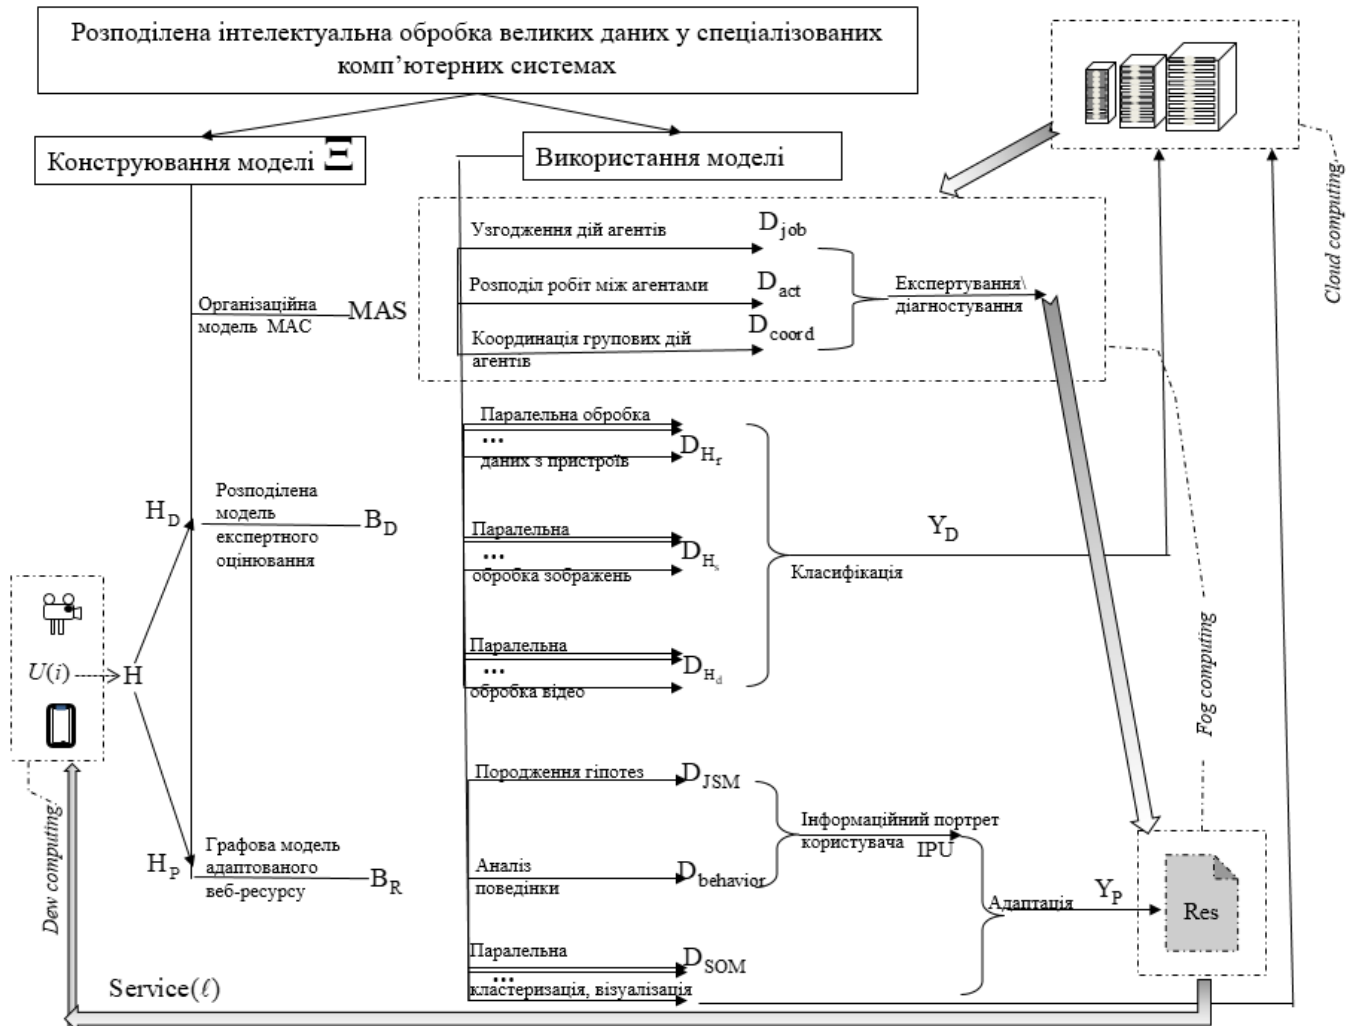 Розподілена інтелектуальна обробка великих даних у спеціалізованих
комп’ютерних системах
Конструювання моделі Ξ
Використання моделі
Cloud computing
Узгодження дій агентів
D_job
Розподіл робіт між агентами
D_act
Координація групових дій
агентів
D_coord
Експертування\
діагностування
Організаційна
модель МАС
MAS
Паралельна обробка
...
даних з пристроїв
D_H_r
H_D
Розподілена
модель
експертного
оцінювання
B_D
Паралельна
...
обробка зображень
D_H_s
Y_D
Класифікація
U(i)
H
Паралельна
...
обробка відео
D_H_d
Fog computing
Породження гіпотез
D_JSM
Інформаційний портрет
користувача
IPU
Dew computing
H_P
Графова модель
адаптованого
веб-ресурсу
B_R
Аналіз
поведінки
D_behavior
Адаптація
Y_P
Res
Паралельна
...
кластеризація, візуалізація
D_SOM
Service(ℓ)